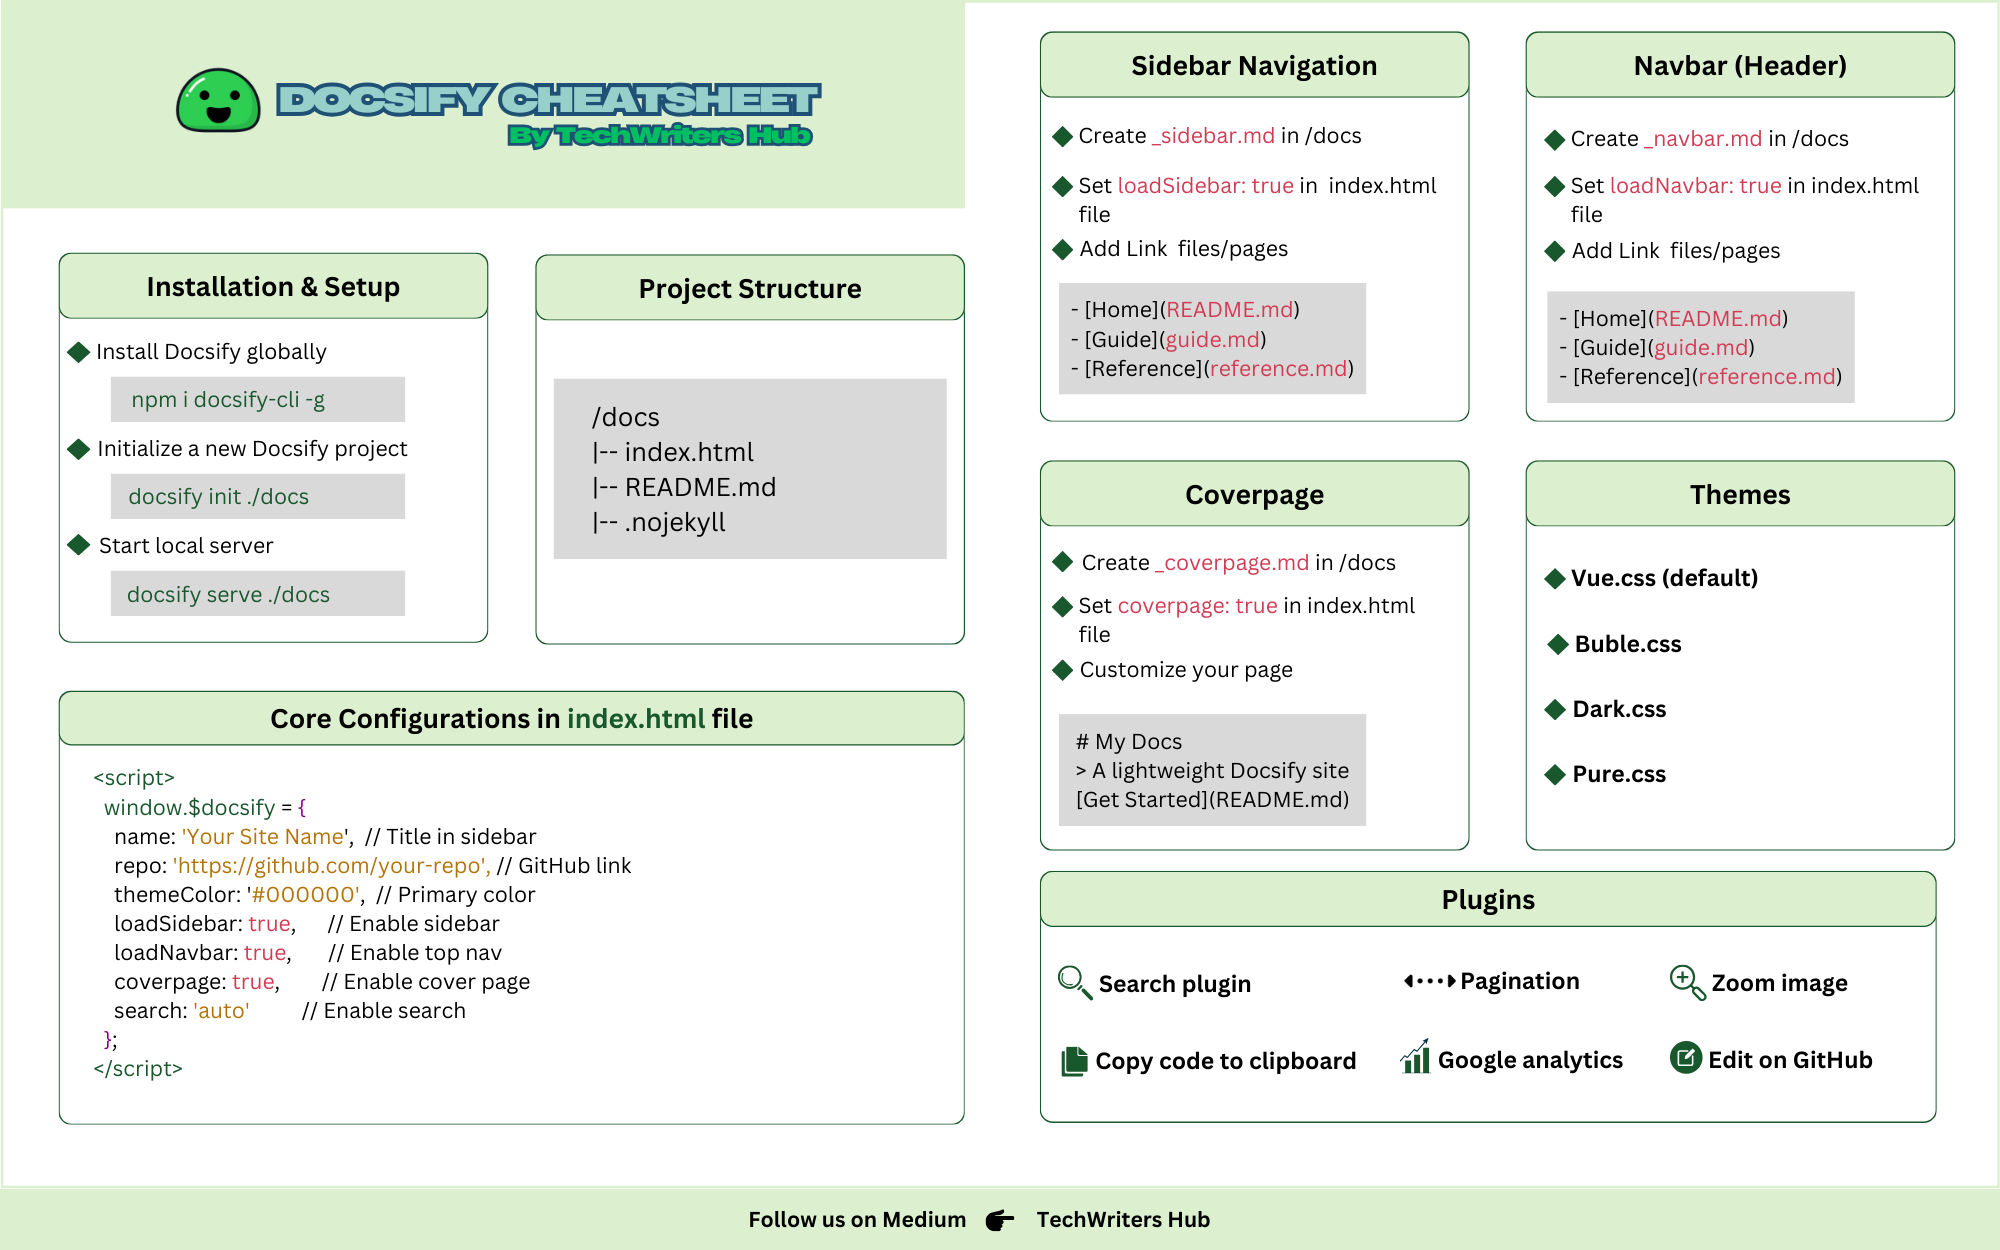 DOCSIFY CHEATSHEET
By TechWriters Hub
Installation & Setup
Install Docsify globally
npm i docsify-cli -g
Initialize a new Docsify project
docsify init ./docs
Start local server
docsify serve ./docs
Project Structure
/docs
|-- index.html
|-- README.md
|-- .nojekyll
Core Configurations in index.html file
<script>
window.$docsify = {
name: 'Your Site Name', // Title in sidebar
repo: 'https://github.com/your-repo', // GitHub link
themeColor: '#000000', // Primary color
loadSidebar: true, // Enable sidebar
loadNavbar: true, // Enable top nav
coverpage: true, // Enable cover page
search: 'auto' // Enable search
};
</script>
Sidebar Navigation
Create _sidebar.md in /docs
Set loadSidebar: true in index.html
file
Add Link files/pages
- [Home](README.md)
- [Guide](guide.md)
- [Reference](reference.md)
Navbar (Header)
Create _navbar.md in /docs
Set loadNavbar: true in index.html
file
Add Link files/pages
- [Home](README.md)
- [Guide](guide.md)
- [Reference](reference.md)
Coverpage
Create _coverpage.md in /docs
Set coverpage: true in index.html
file
Customize your page
# My Docs
> A lightweight Docsify site
[Get Started](README.md)
Themes
Vue.css (default)
Buble.css
Dark.css
Pure.css
Plugins
Search plugin
Pagination
Zoom image
Copy code to clipboard
Google analytics
Edit on GitHub
Follow us on Medium TechWriters Hub